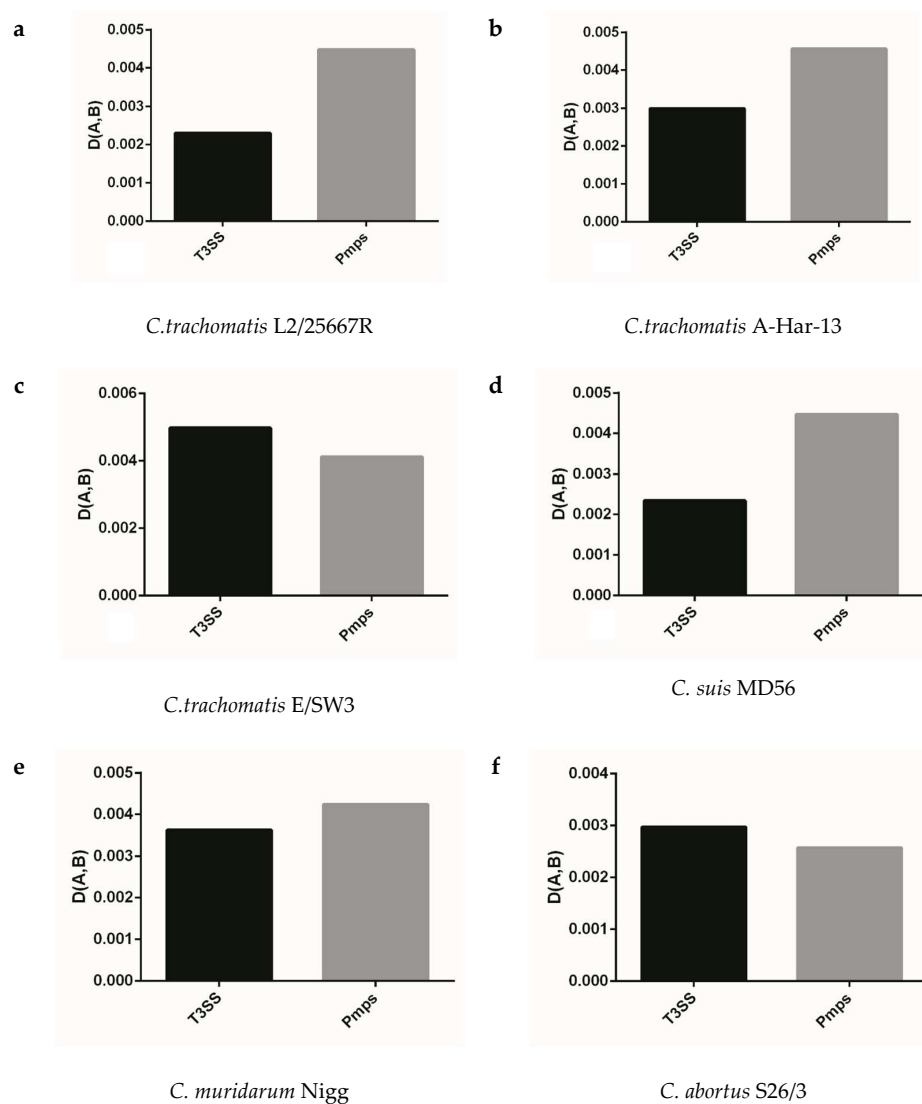 a
0.005
0.004
0.003
0.002
0.001
0.000
D(A,B)
T3SS
Pmps
C.trachomatis L2/25667R
b
0.005
0.004
0.003
0.002
0.001
0.000
D(A,B)
T3SS
Pmps
C.trachomatis A-Har-13
c
0.006
0.004
0.002
0.000
D(A,B)
T3SS
Pmps
C.trachomatis E/SW3
d
0.005
0.004
0.003
0.002
0.001
0.000
D(A,B)
T3SS
Pmps
C. suis MD56
e
0.005
0.004
0.003
0.002
0.001
0.000
D(A,B)
T3SS
Pmps
C. muridarum Nigg
f
0.004
0.003
0.002
0.001
0.000
D(A,B)
T3SS
Pmps
C. abortus S26/3